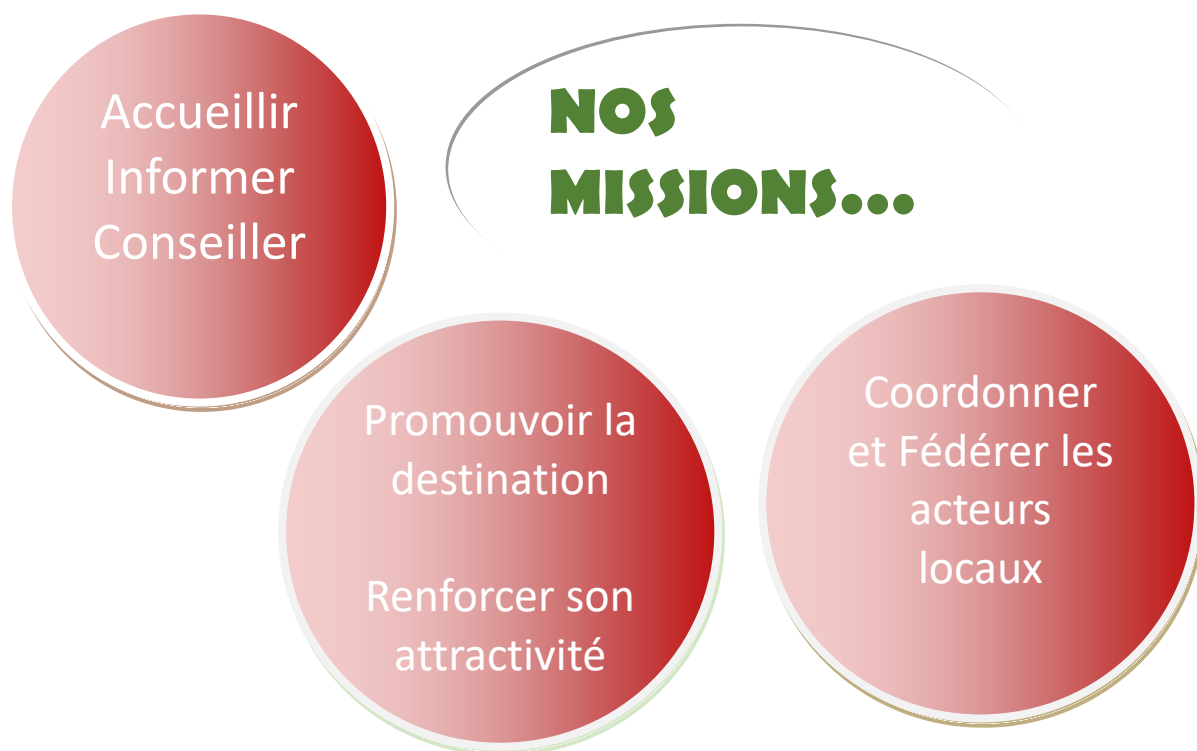 NOS
MISSIONS...
Accueillir
Informer
Conseiller
Promouvoir la
destination
Renforcer son
attractivité
Coordonner
et Fédérer les
acteurs
locaux